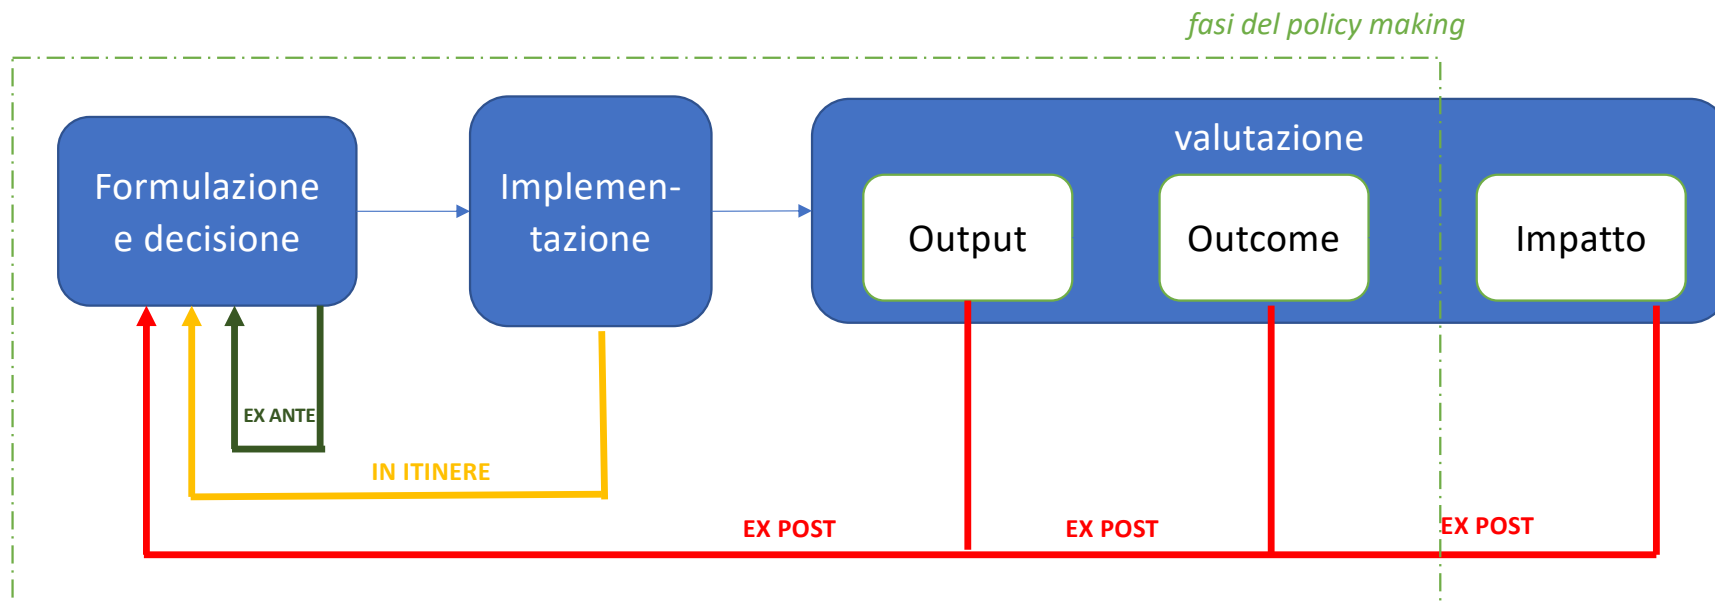 fasi del policy making
Formulazione
e decisione
Implemen-
tazione
valutazione
Output
Outcome
Impatto
EX ANTE
IN ITINERE
EX POST
EX POST
EX POST